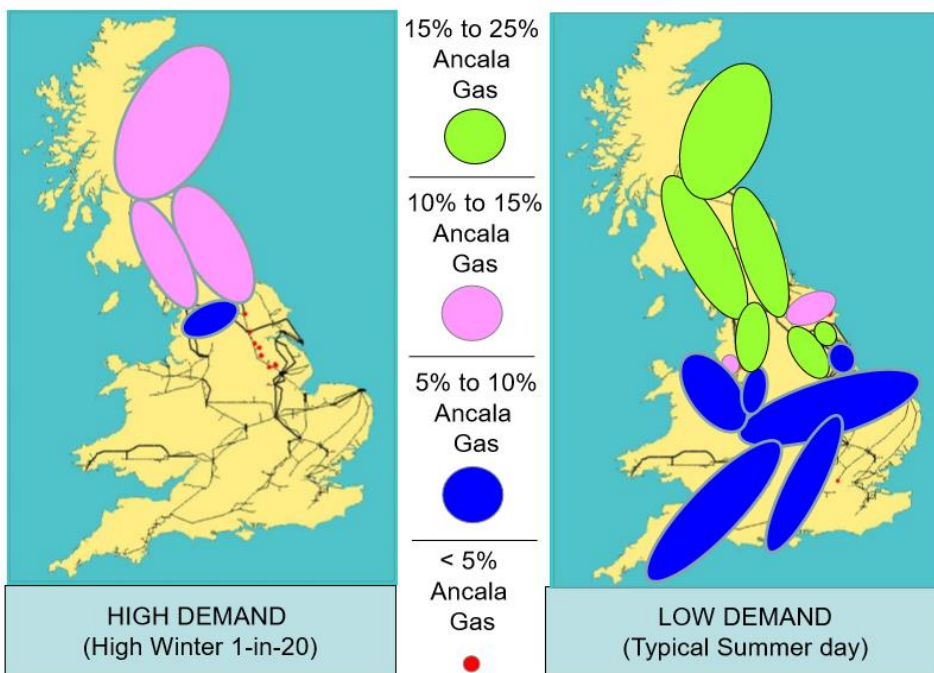 15% to 25%
Ancala
Gas
10% to 15%
Ancala
Gas
5% to 10%
Ancala
Gas
< 5%
Ancala
Gas
HIGH DEMAND
(High Winter 1-in-20)
LOW DEMAND
(Typical Summer day)